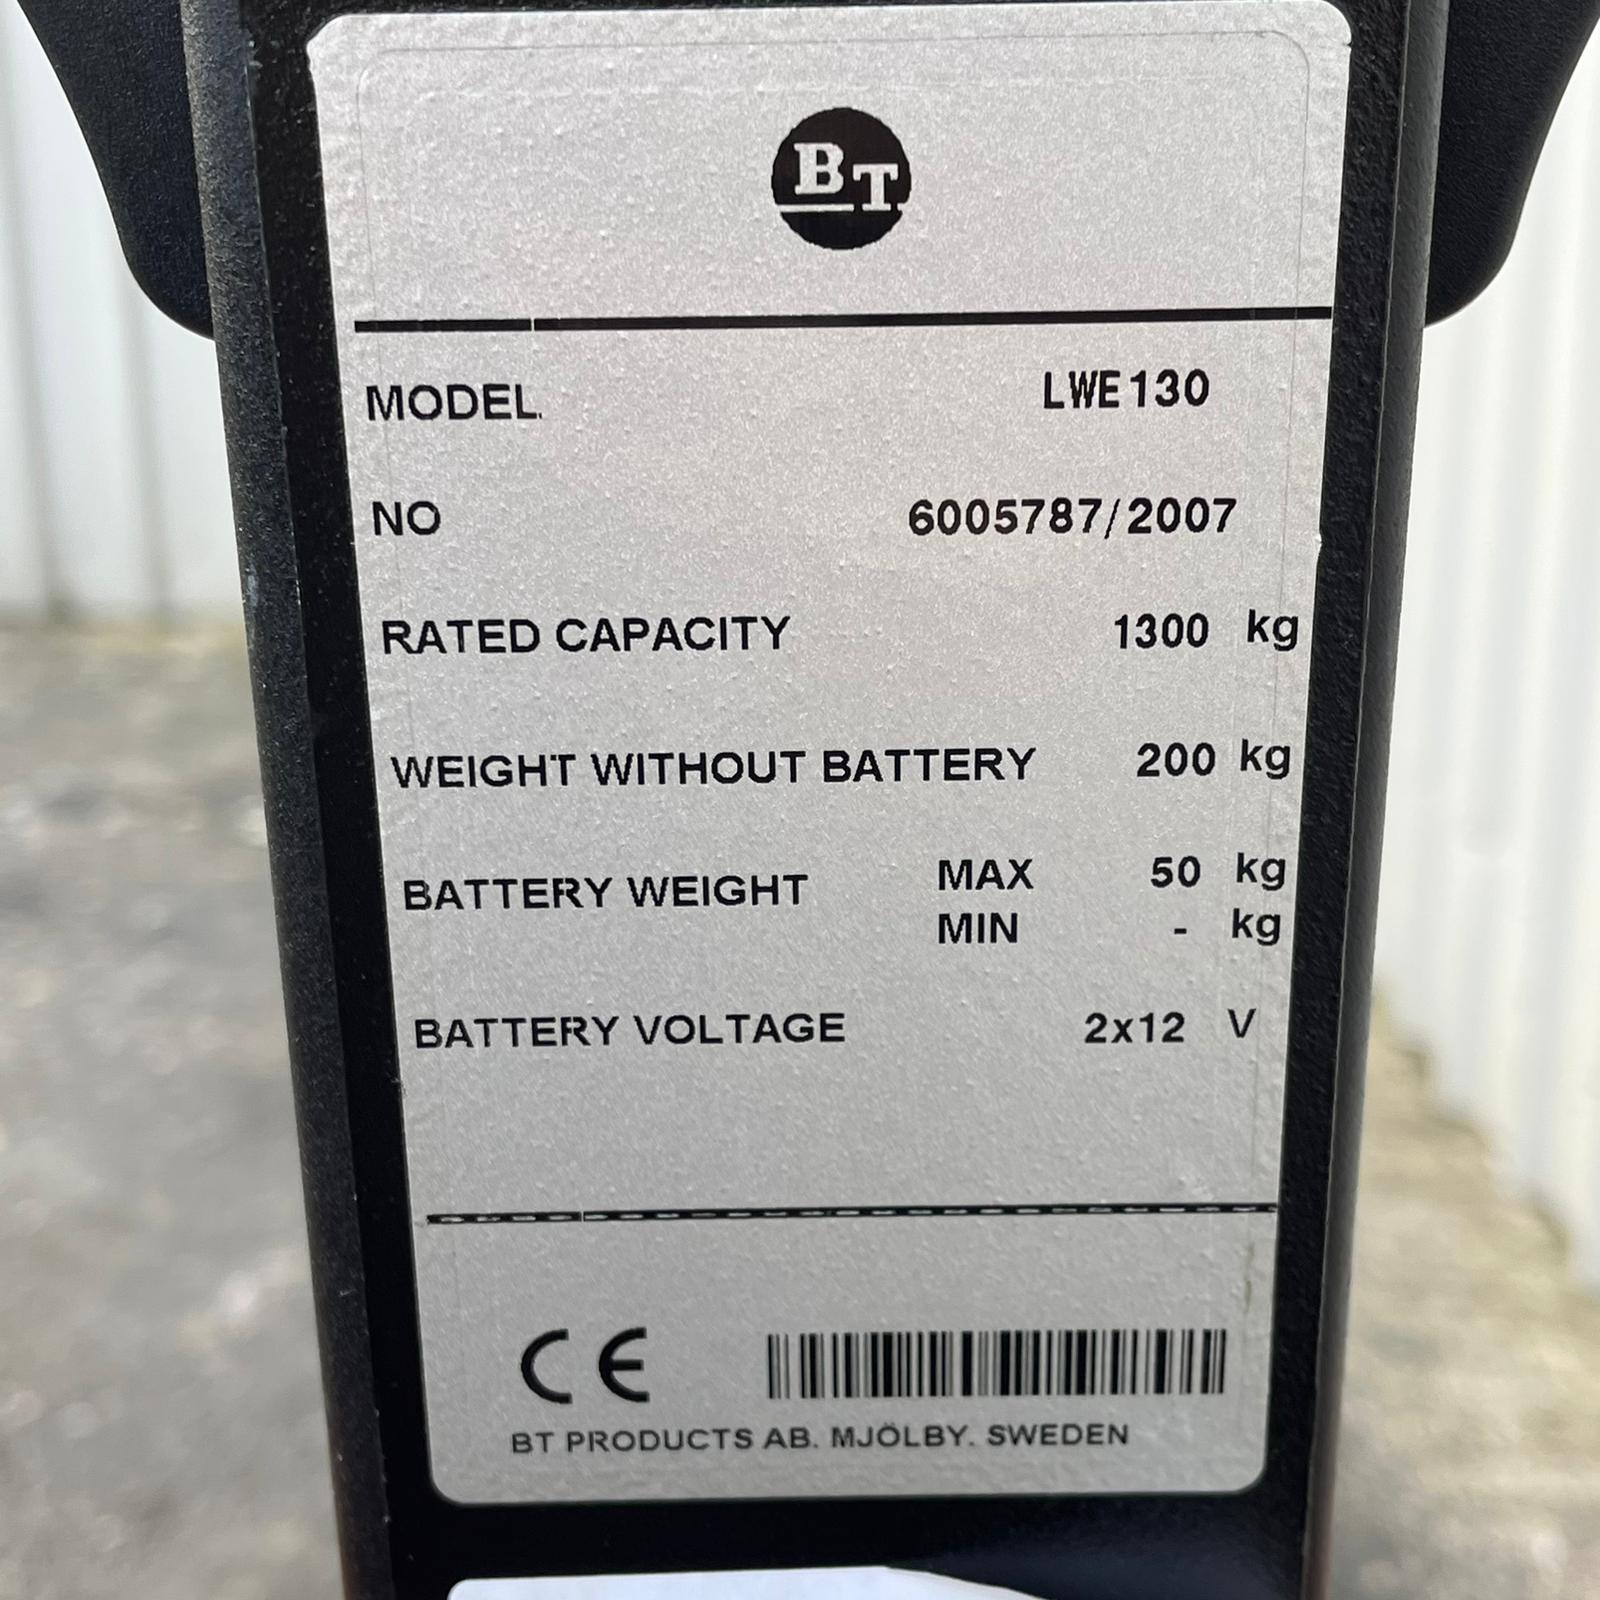 BT
MODEL. LWE130
NO 6005787/2007
RATED CAPACITY 1300 kg
WEIGHT WITHOUT BATTERY 200 kg
BATTERY WEIGHT MAX 50 kg
MIN - kg
BATTERY VOLTAGE 2x12 V
CE
BT PRODUCTS AB. MJÖLBY. SWEDEN